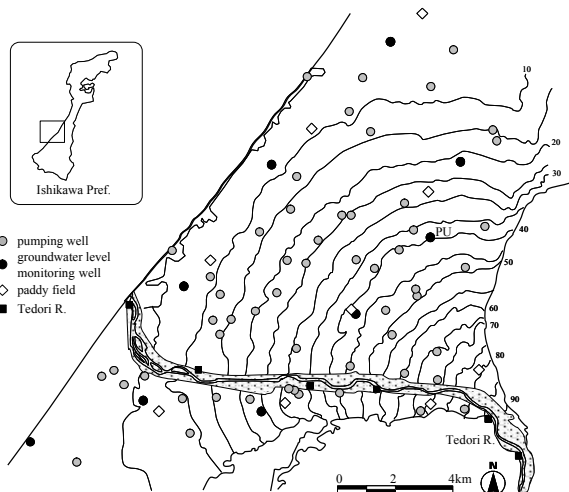 Ishikawa Pref.
pumping well
groundwater level
monitoring well
paddy field
Tedori R.
10
20
30
PU
40
50
60
70
80
90
Tedori R.
0 2 4km
N